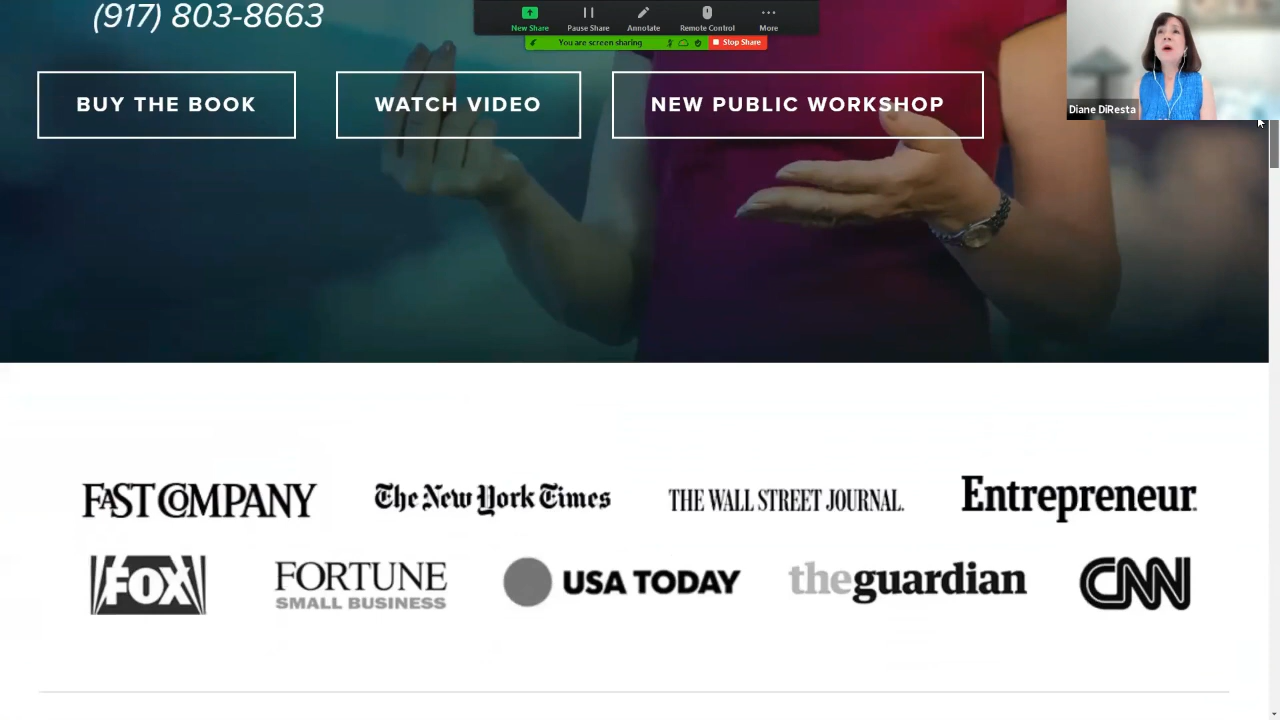 (917) 803-8663
New Share Pause Share Annotate Remote Control More
You are screen sharing Stop Share
BUY THE BOOK WATCH VIDEO NEW PUBLIC WORKSHOP
Diane DiResta
FAST COMPANY The New York Times THE WALL STREET JOURNAL. Entrepreneur.
FOX FORTUNE SMALL BUSINESS USA TODAY theguardian CNN